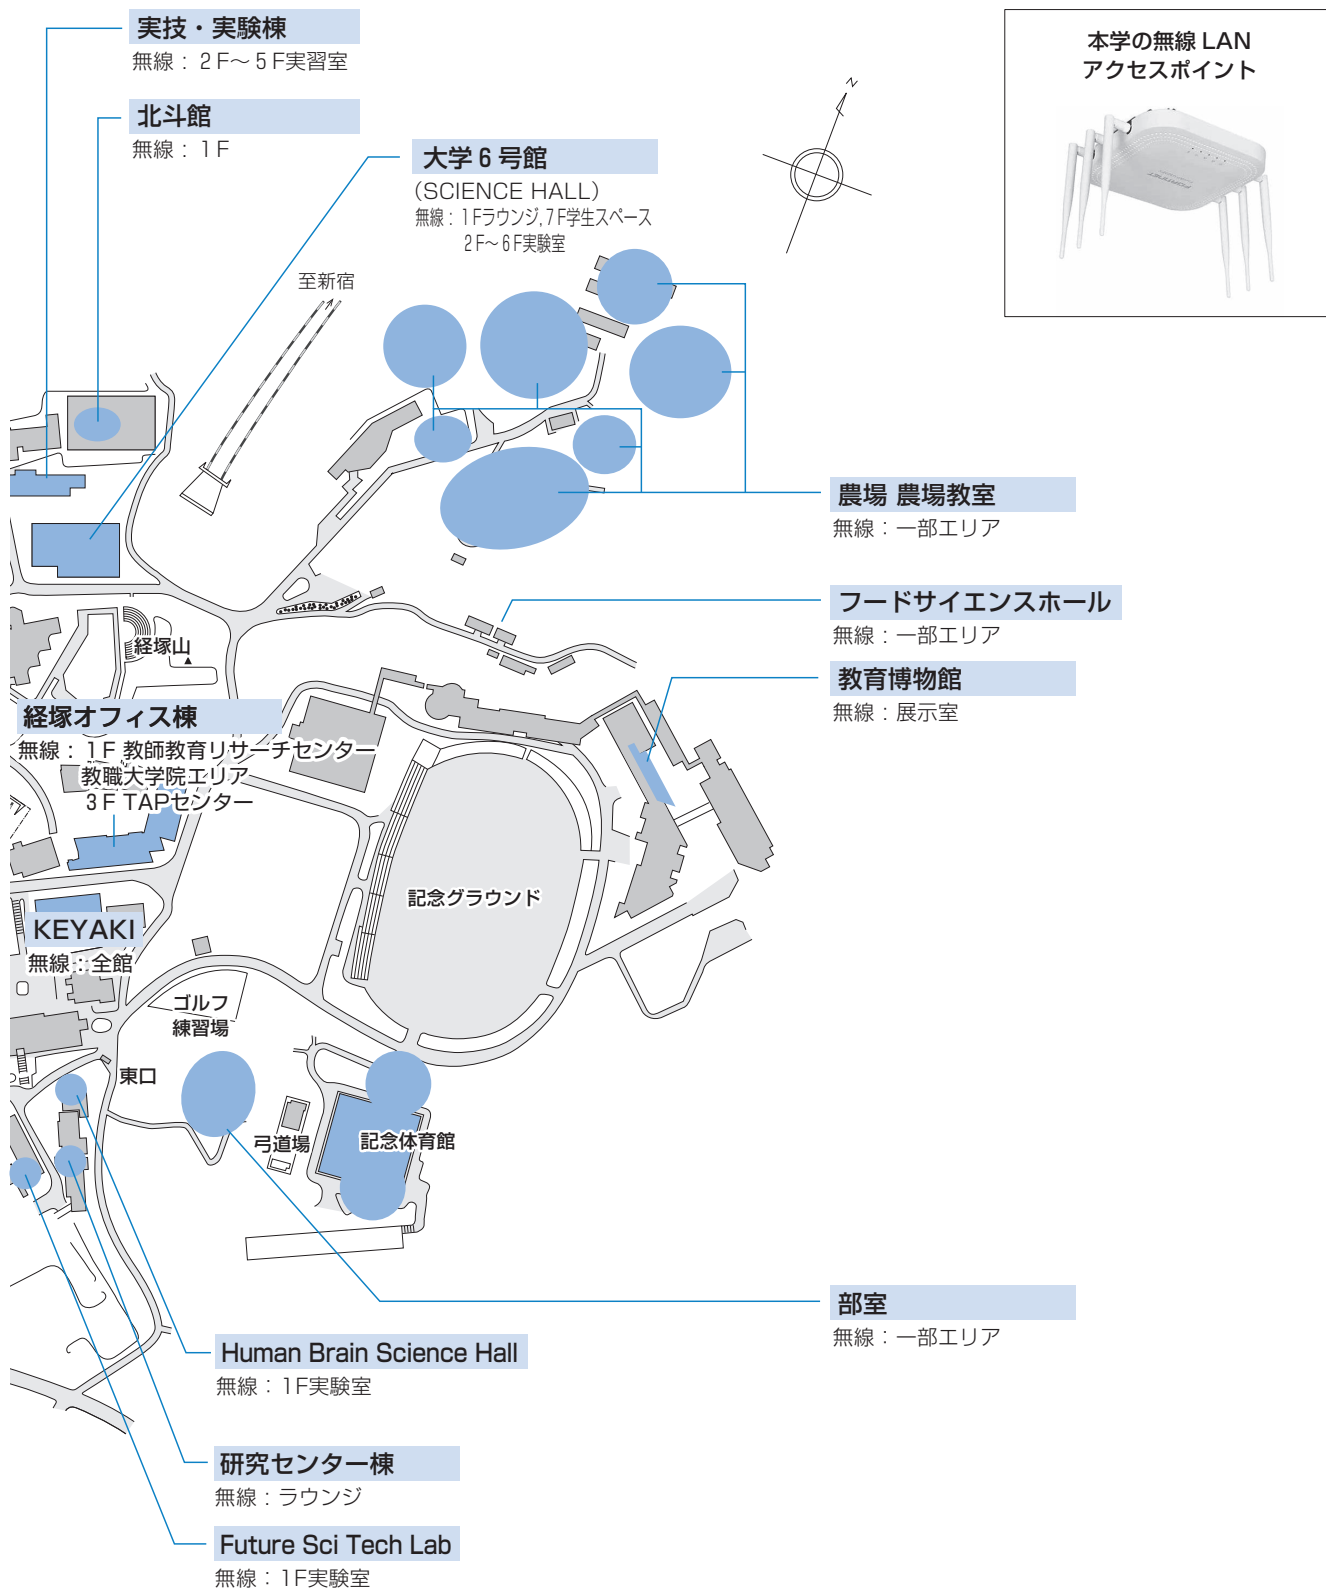 実技・実験棟
無線：２F～５F実習室
北斗館
無線：１F
大学６号館
（SCIENCE HALL）
無線：１Fラウンジ，７F学生スペース
２F～６F実験室
N
本学の無線 LAN
アクセスポイント
至新宿
農場 農場教室
無線：一部エリア
フードサイエンスホール
無線：一部エリア
教育博物館
無線：展示室
経塚山
経塚オフィス棟
無線：１F 教師教育リサーチセンター
教職大学院エリア
３F TAPセンター
記念グラウンド
KEYAKI
無線：全館
ゴルフ
練習場
東口
弓道場
記念体育館
部室
無線：一部エリア
Human Brain Science Hall
無線：1F実験室
研究センター棟
無線：ラウンジ
Future Sci Tech Lab
無線：1F実験室